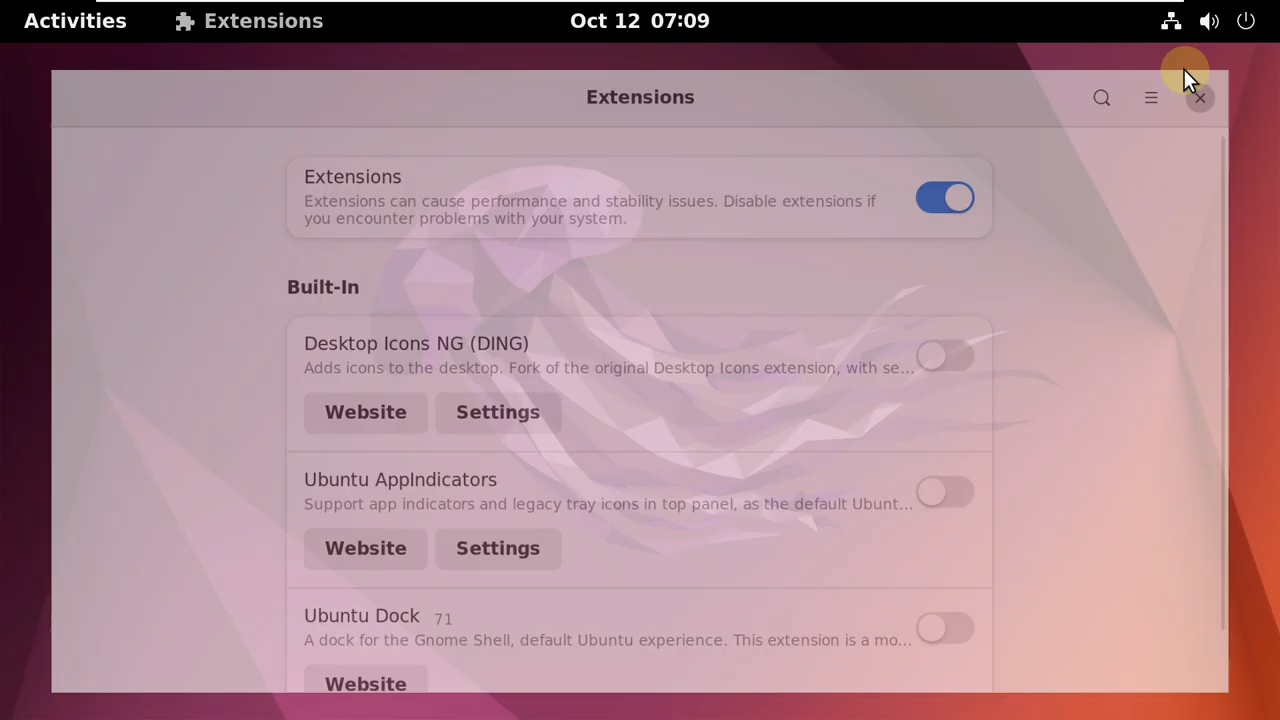 Activities Extensions Oct 12 07:09
Extensions
Extensions
Extensions can cause performance and stability issues. Disable extensions if
you encounter problems with your system.
Built-In
Desktop Icons NG (DING)
Adds icons to the desktop. Fork of the original Desktop Icons extension, with se...
Website Settings
Ubuntu AppIndicators
Support app indicators and legacy tray icons in top panel, as the default Ubunt...
Website Settings
Ubuntu Dock 71
A dock for the Gnome Shell, default Ubuntu experience. This extension is a mo...
Website